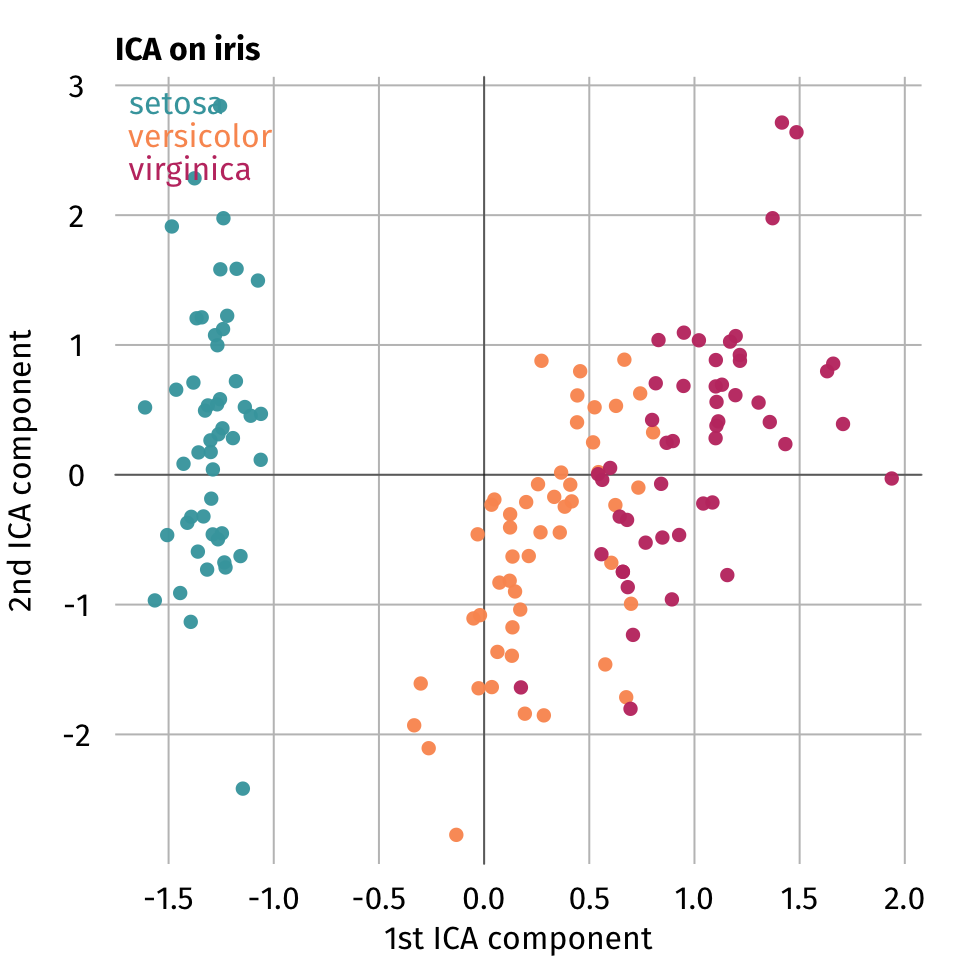 ICA on iris
setosa
versicolor
virginica
3
2
1
0
-1
-2
2nd ICA component
-1.5 -1.0 -0.5 0.0 0.5 1.0 1.5 2.0
1st ICA component